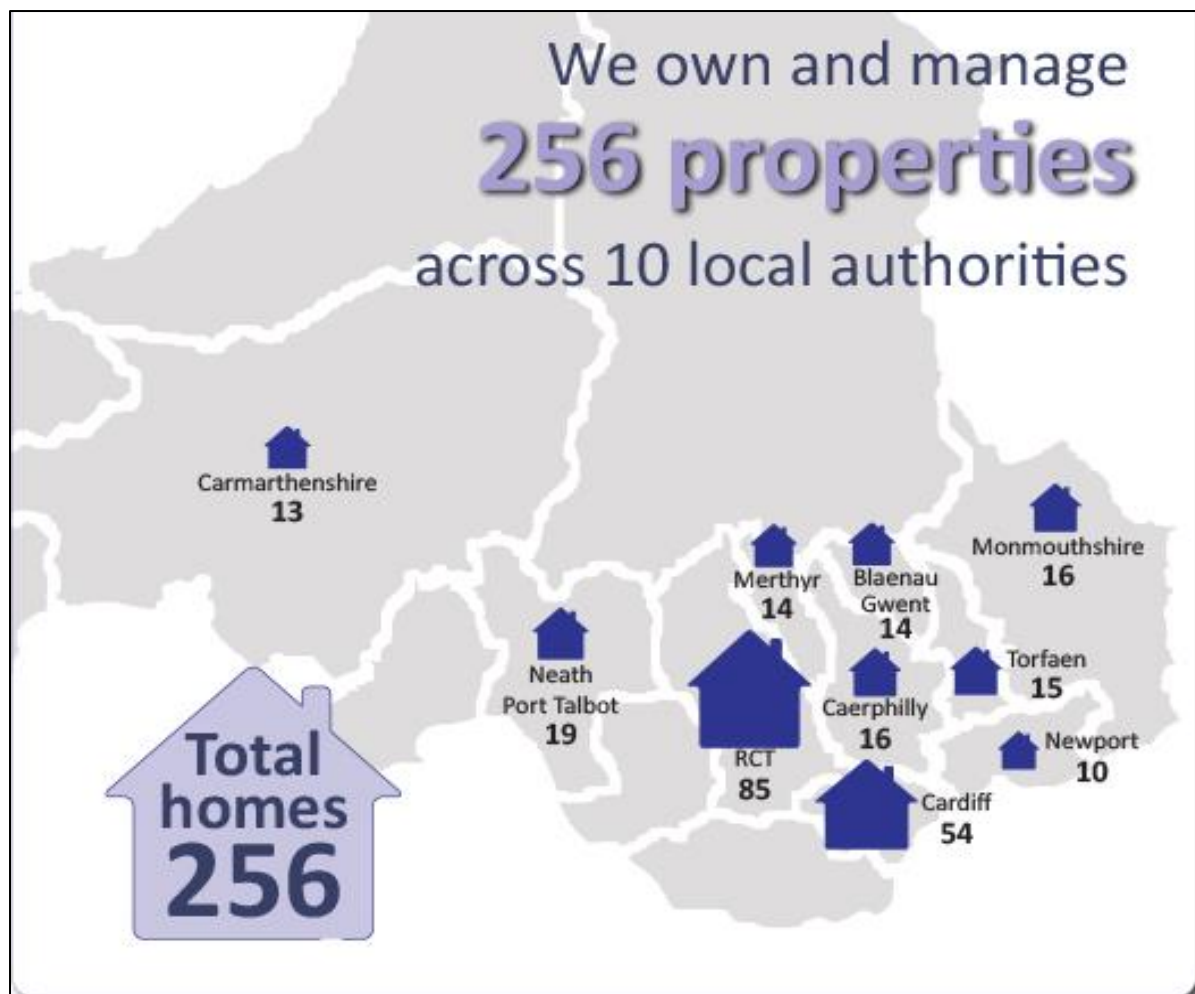 We own and manage
256 properties
across 10 local authorities
Carmarthenshire
13
Monmouthshire
16
Merthyr
14
Blaenau
Gwent
14
Neath
Port Talbot
19
Torfaen
15
Caerphilly
16
Newport
10
RCT
85
Cardiff
54
Total
homes
256